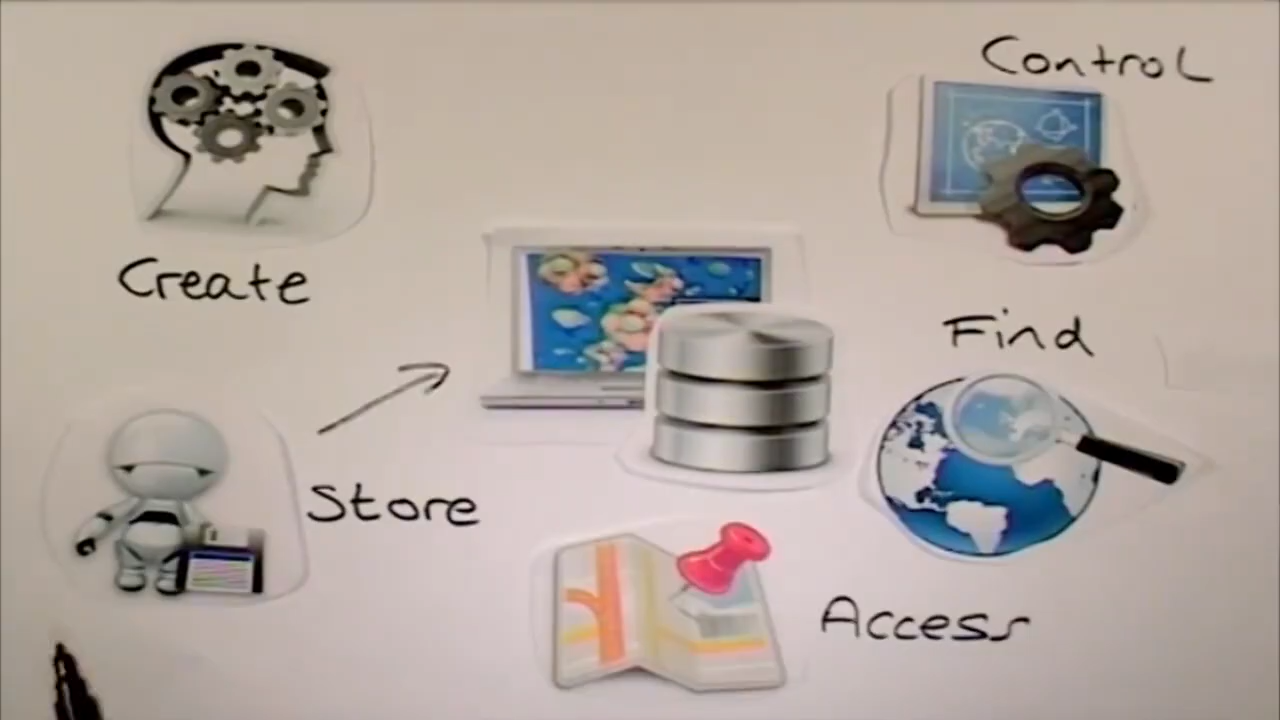 Control
Create
Find
Store
Access